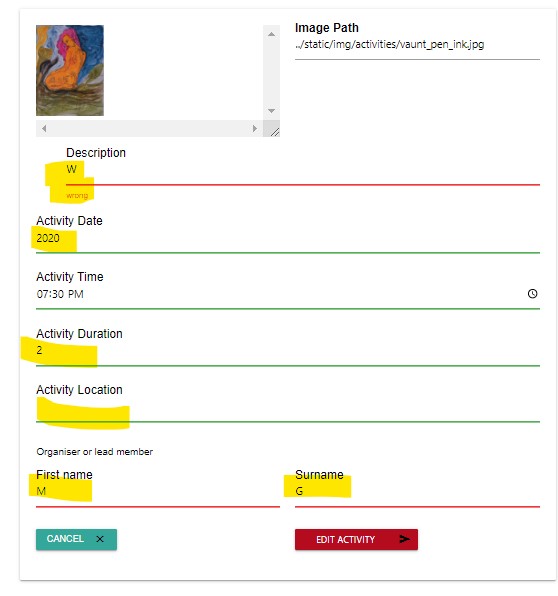 Image Path
../static/img/activities/vaunt_pen_ink.jpg
Description
W
wrong
Activity Date
2020
Activity Time
07:30 PM
Activity Duration
2
Activity Location
Organiser or lead member
First name
M
Surname
G
CANCEL
EDIT ACTIVITY